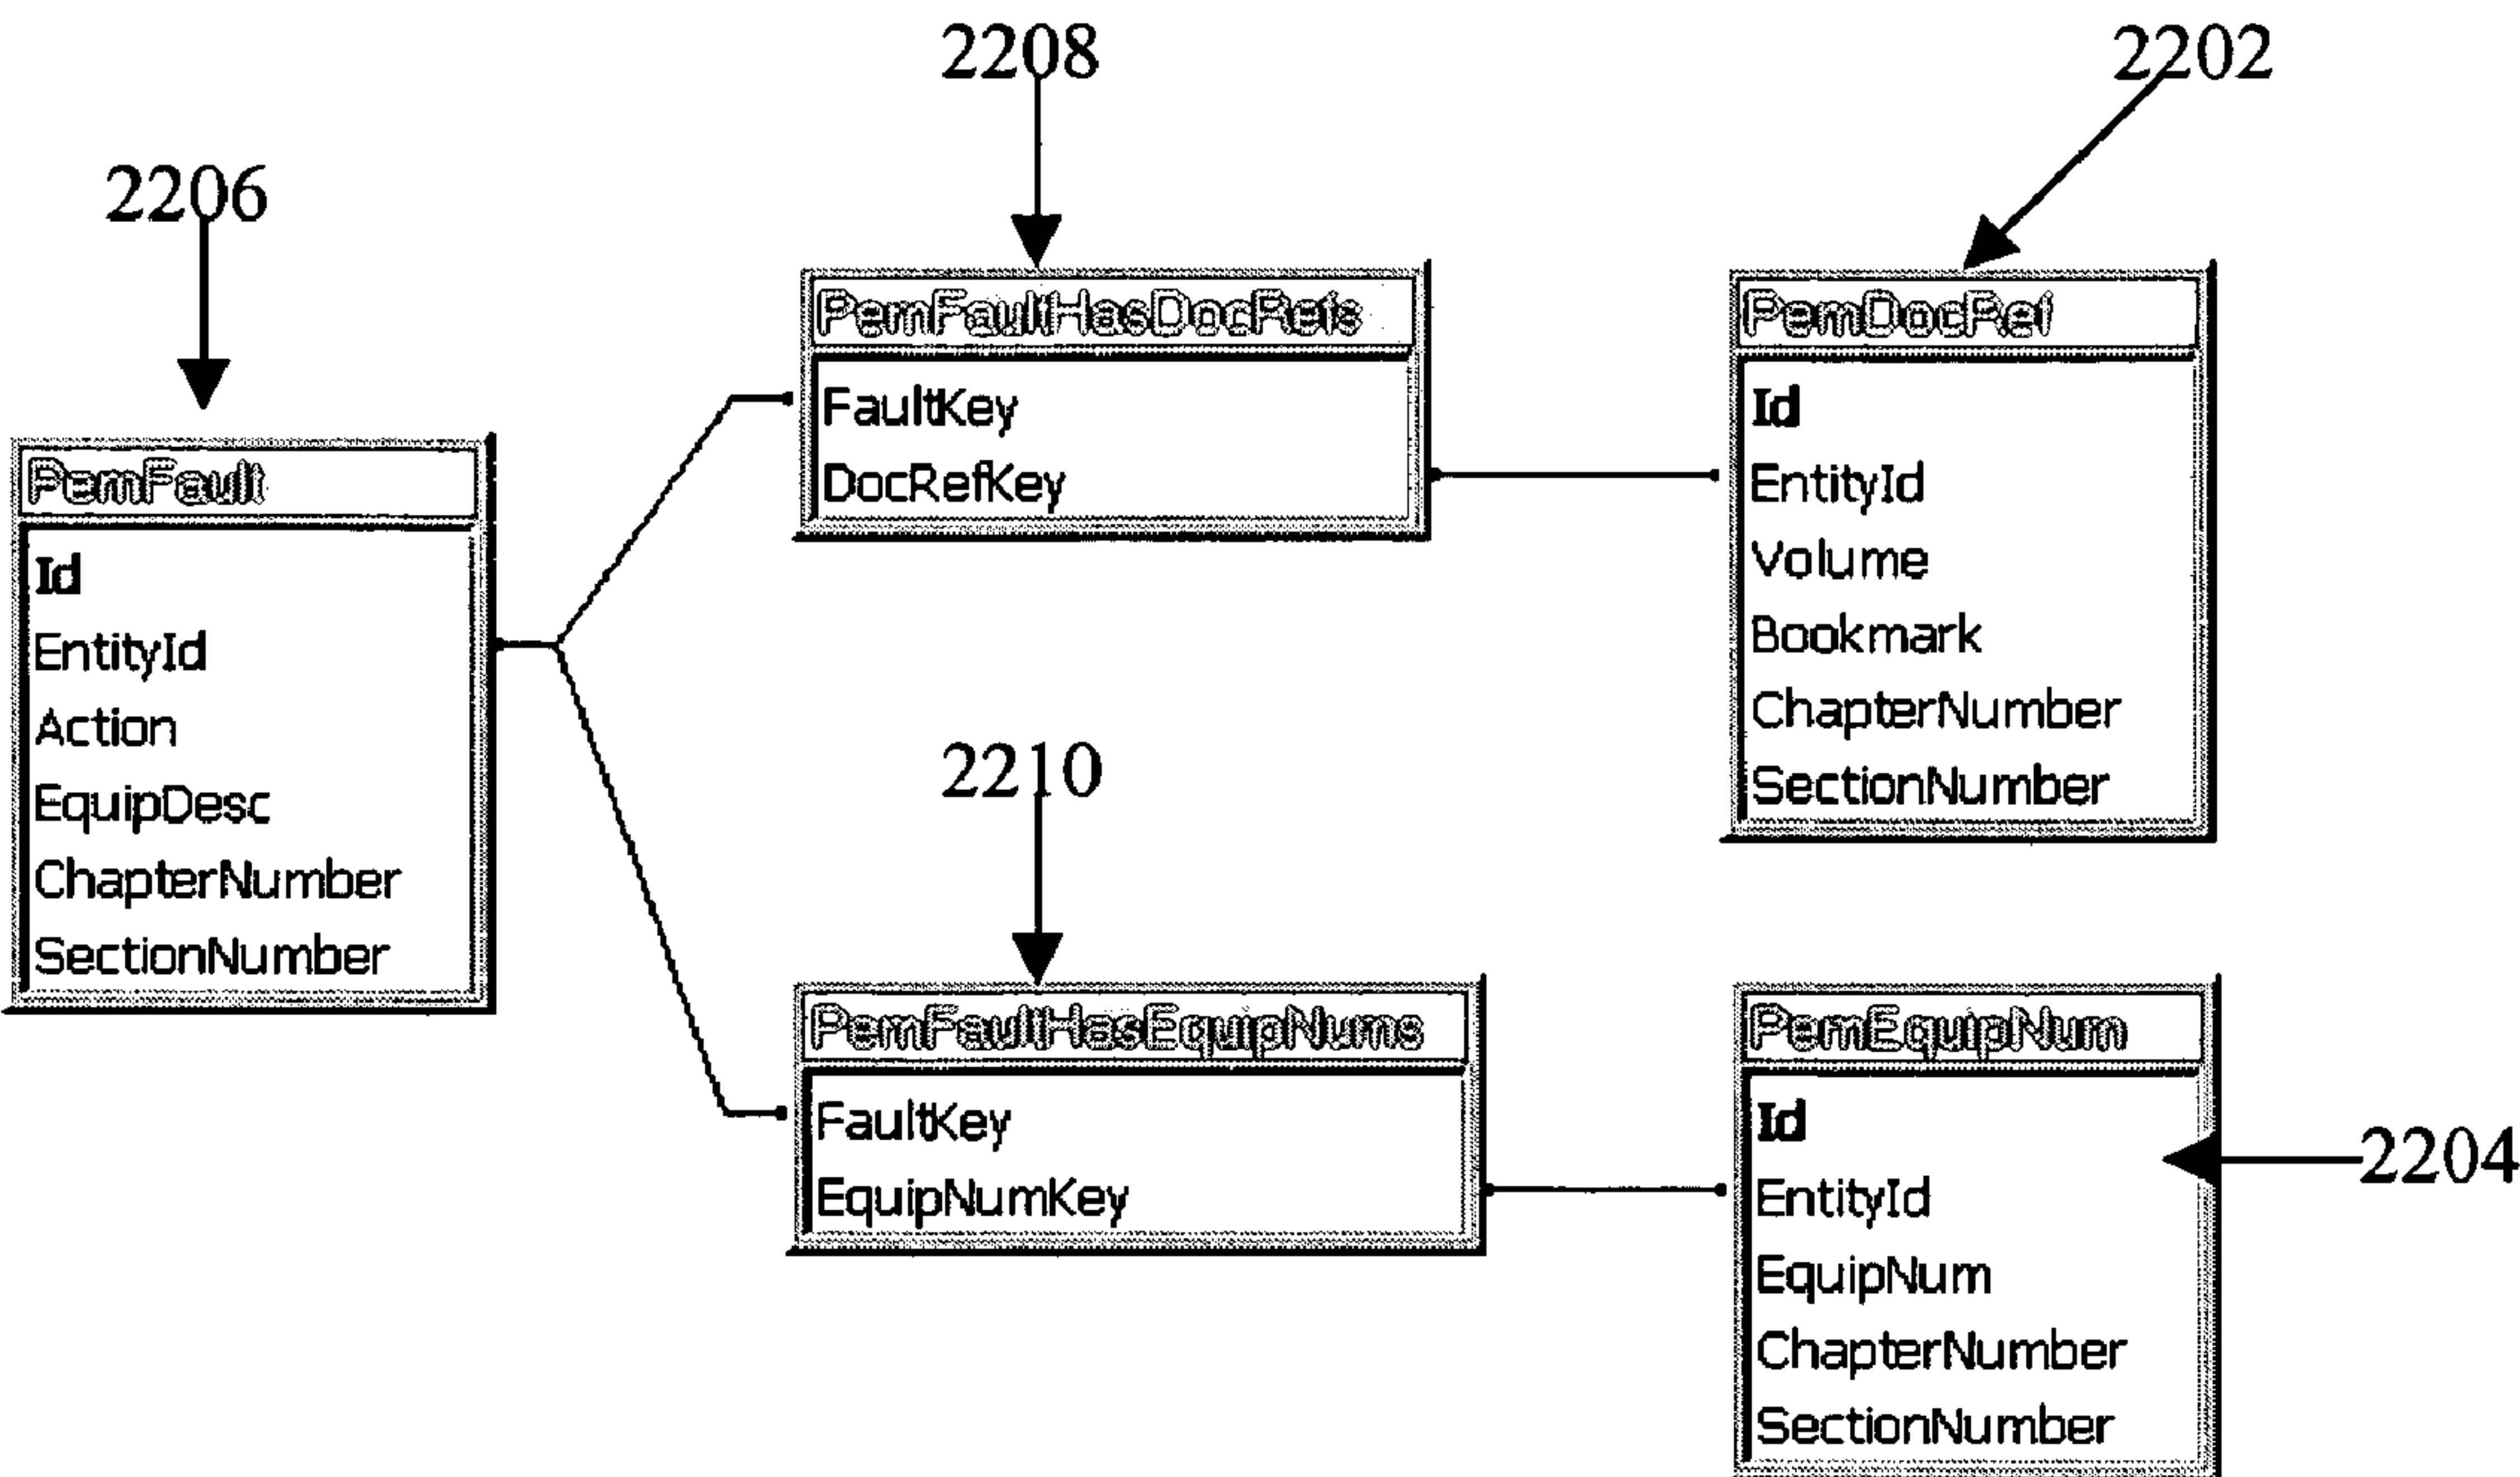 2208
2202
2206
PemFaultHasDocRefs
FaultKey
DocRefKey
PemDocRef
Id
EntityId
Volume
Bookmark
ChapterNumber
SectionNumber
PemFault
Id
EntityId
Action
EquipDesc
ChapterNumber
SectionNumber
2210
PemFaultHasEquipNums
FaultKey
EquipNumKey
PemEquipNum
Id
EntityId
EquipNum
ChapterNumber
SectionNumber
2204